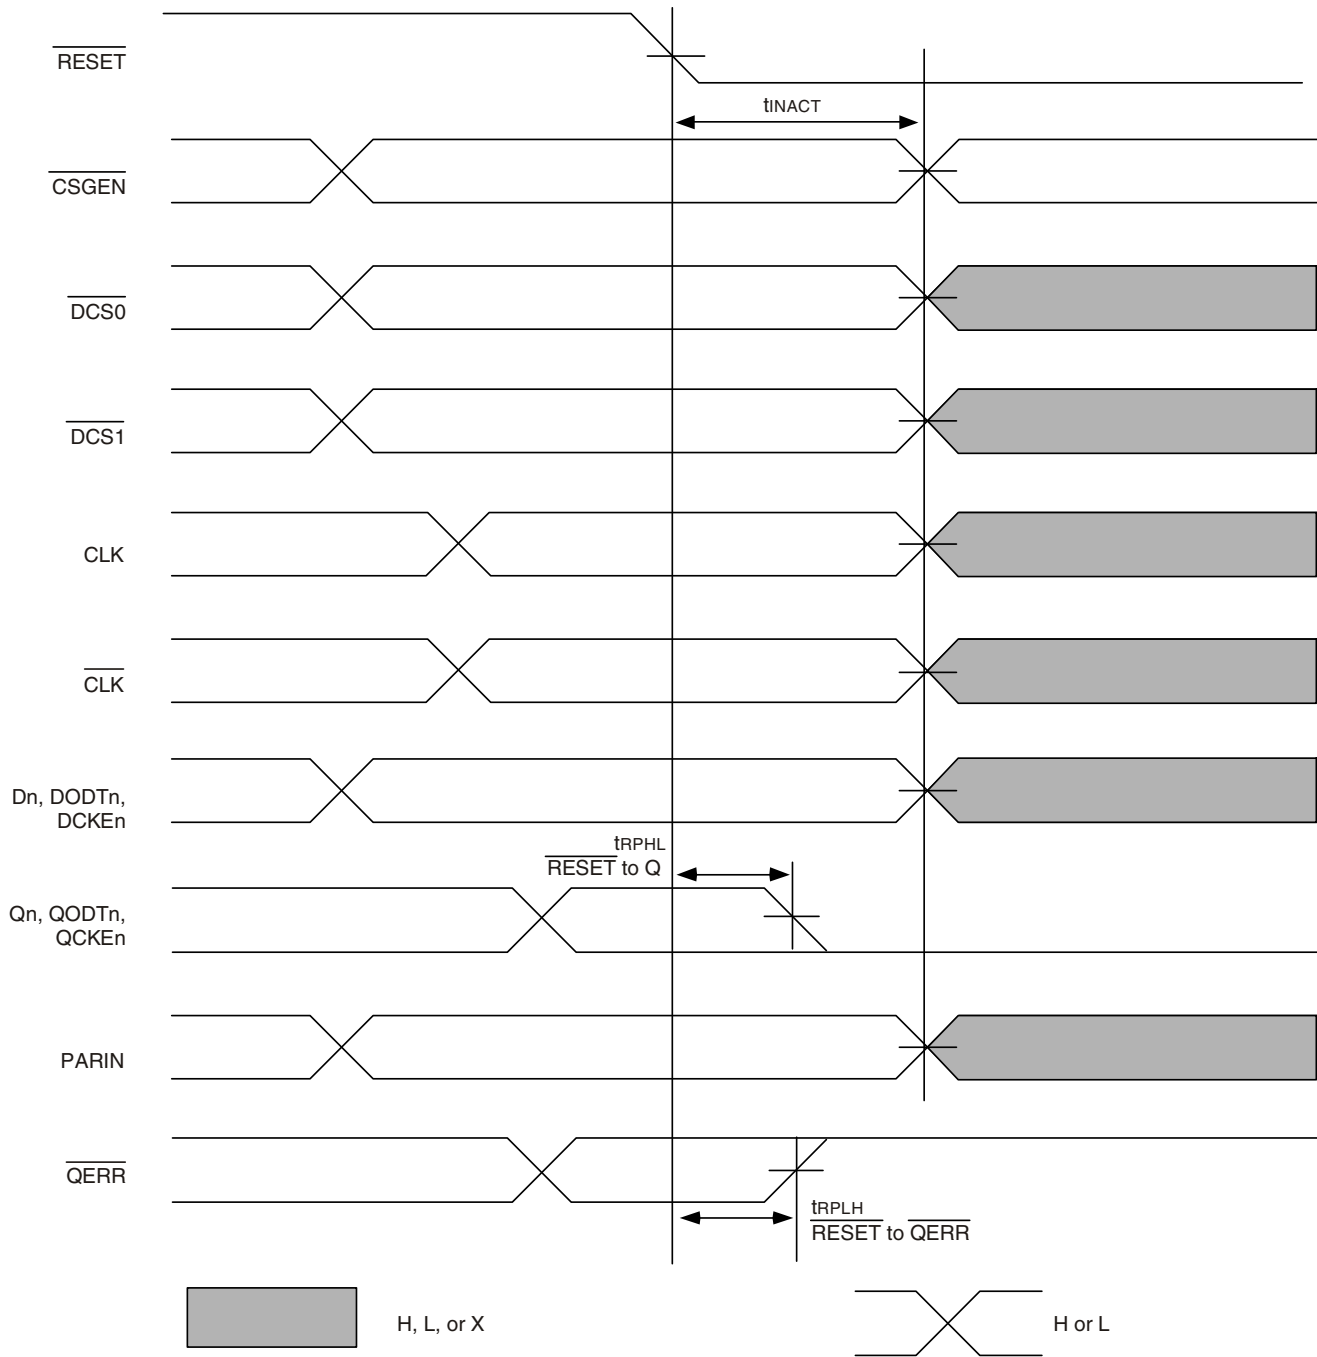 RESET
tINACT
CSGEN
DCS0
DCS1
CLK
CLK
Dn, DODTn,
DCKEn
tRPHL
RESET to Q
Qn, QODTn,
QCKEn
PARIN
QERR
tRPLH
RESET to QERR
H, L, or X
H or L